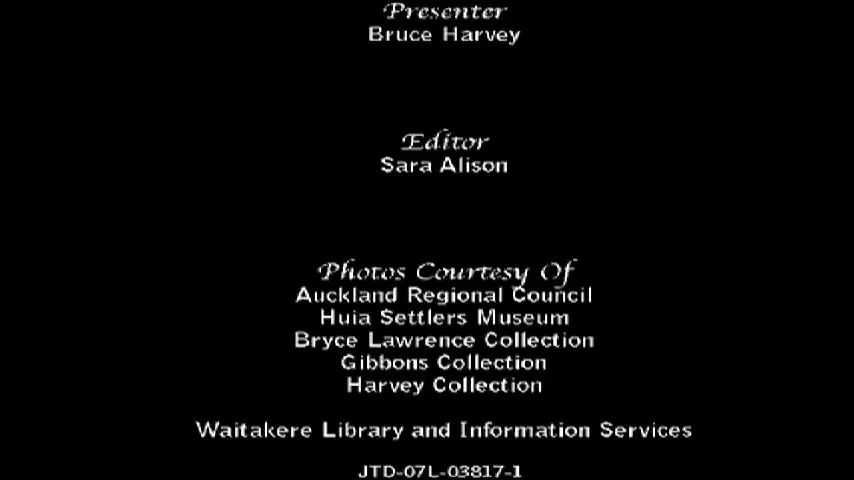 Presenter
Bruce Harvey
Editor
Sara Alison
Photos Courtesy Of
Auckland Regional Council
Huia Settlers Museum
Bryce Lawrence Collection
Gibbons Collection
Harvey Collection
Waitakere Library and Information Services
JTD-07L-03817-1